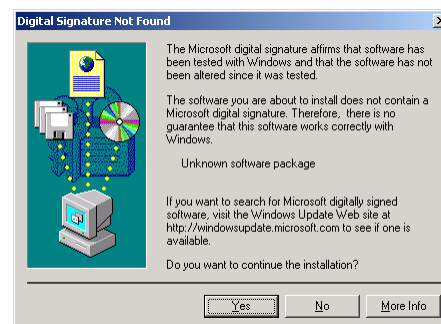 Digital Signature Not Found
The Microsoft digital signature affirms that software has
been tested with Windows and that the software has not
been altered since it was tested.
The software you are about to install does not contain a
Microsoft digital signature. Therefore, there is no
guarantee that this software works correctly with
Windows.
Unknown software package
If you want to search for Microsoft digitally signed
software, visit the Windows Update Web site at
http://windowsupdate.microsoft.com to see if one is
available.
Do you want to continue the installation?
Yes No More Info